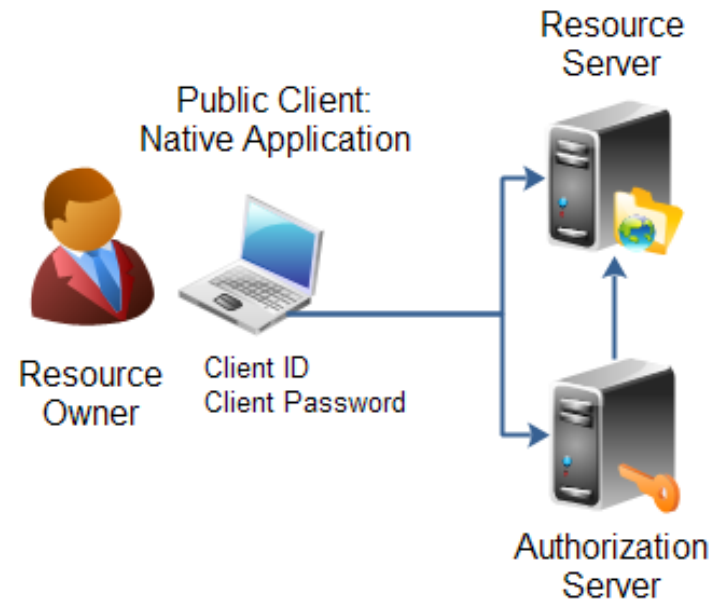 Resource
Server
Public Client:
Native Application
Resource
Owner
Client ID
Client Password
Authorization
Server